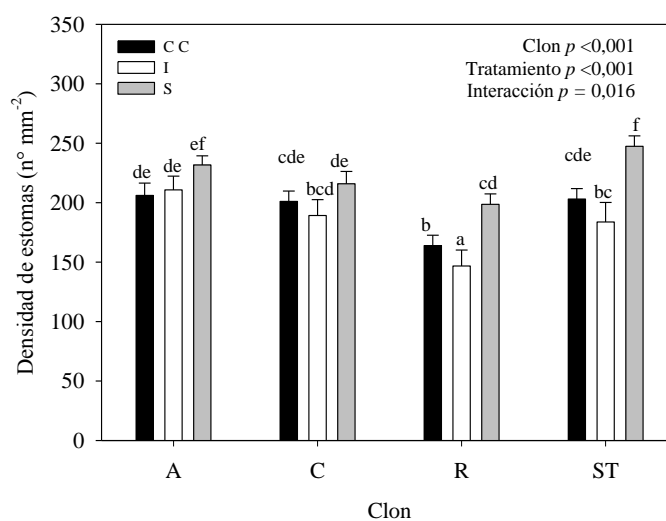 350
300
250
200
150
100
50
0
Densidad de estomas (n° mm-2)
C C
I
S
Clon p <0,001
Tratamiento p <0,001
Interacción p = 0,016
de
de
ef
cde
bcd
de
b
a
cd
cde
bc
f
A
C
R
ST
Clon